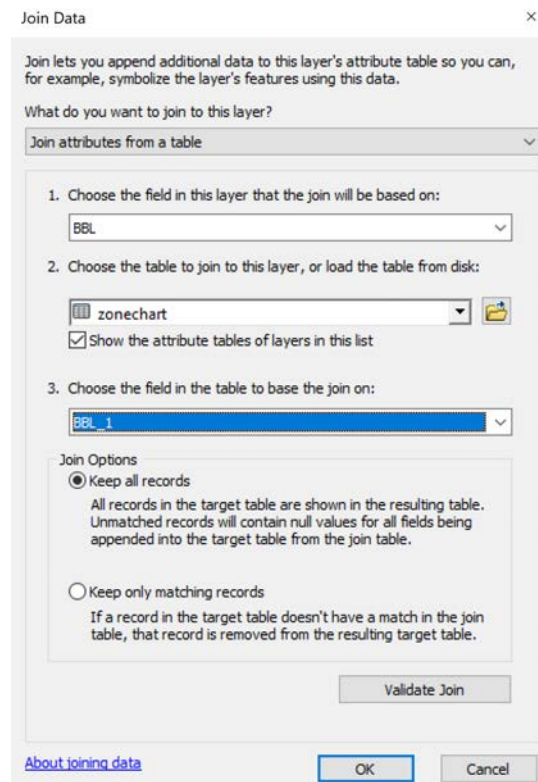 Join Data
Join lets you append additional data to this layer's attribute table so you can,
for example, symbolize the layer's features using this data.
What do you want to join to this layer?
Join attributes from a table
1. Choose the field in this layer that the join will be based on:
BBL
2. Choose the table to join to this layer, or load the table from disk:
zonechart
Show the attribute tables of layers in this list
3. Choose the field in the table to base the join on:
BBL_1
Join Options
Keep all records
All records in the target table are shown in the resulting table.
Unmatched records will contain null values for all fields being
appended into the target table from the join table.
Keep only matching records
If a record in the target table doesn't have a match in the join
table, that record is removed from the resulting target table.
Validate Join
About joining data
OK
Cancel